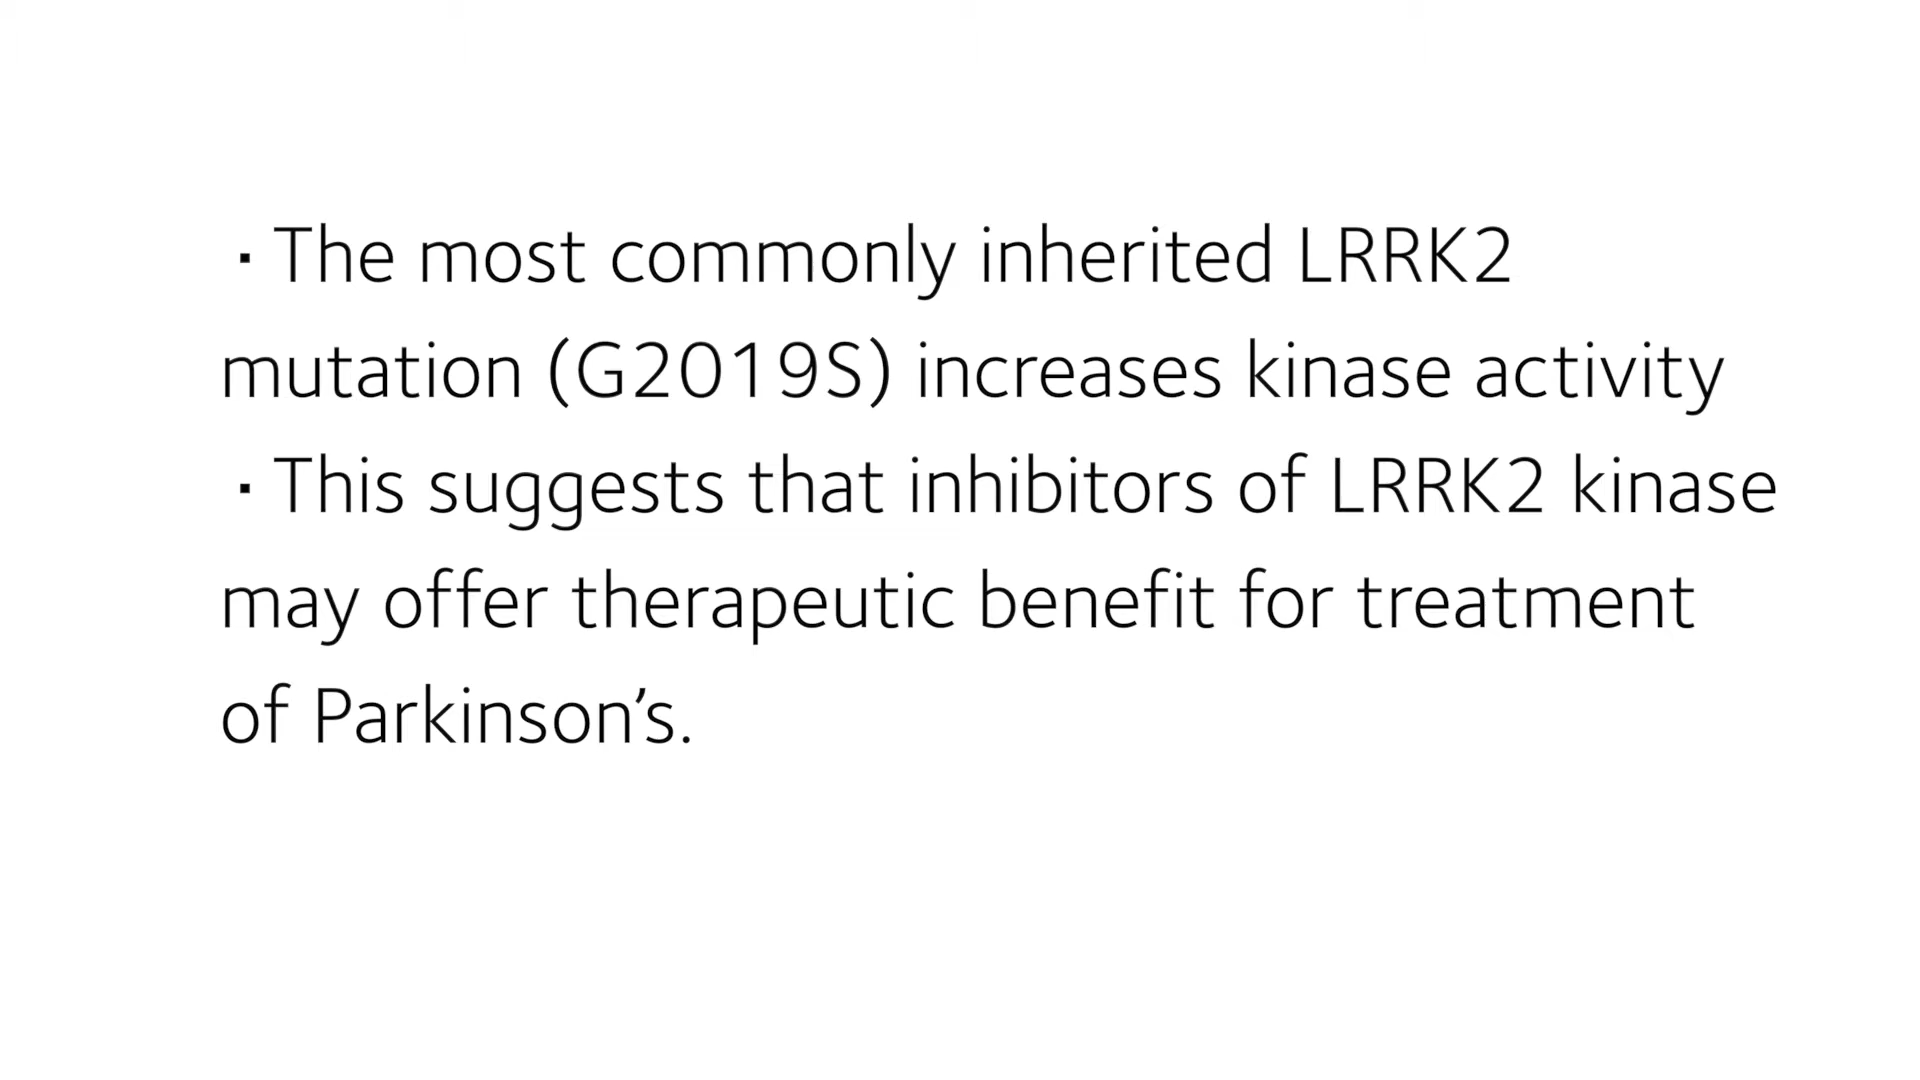 · The most commonly inherited LRRK2
mutation (G2019S) increases kinase activity
· This suggests that inhibitors of LRRK2 kinase
may offer therapeutic benefit for treatment
of Parkinson’s.